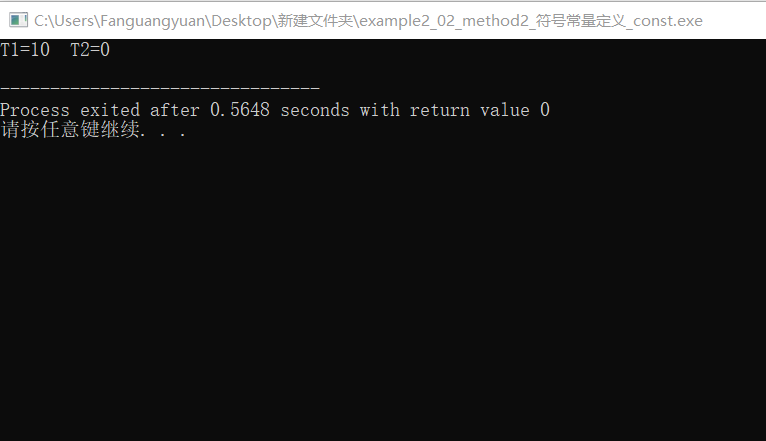 C:\Users\Fanguangyuan\Desktop\新建文件夹\example2_02_method2_符号常量定义_const.exe
T1=10  T2=0
--------------------------------
Process exited after 0.5648 seconds with return value 0
请按任意键继续. . .